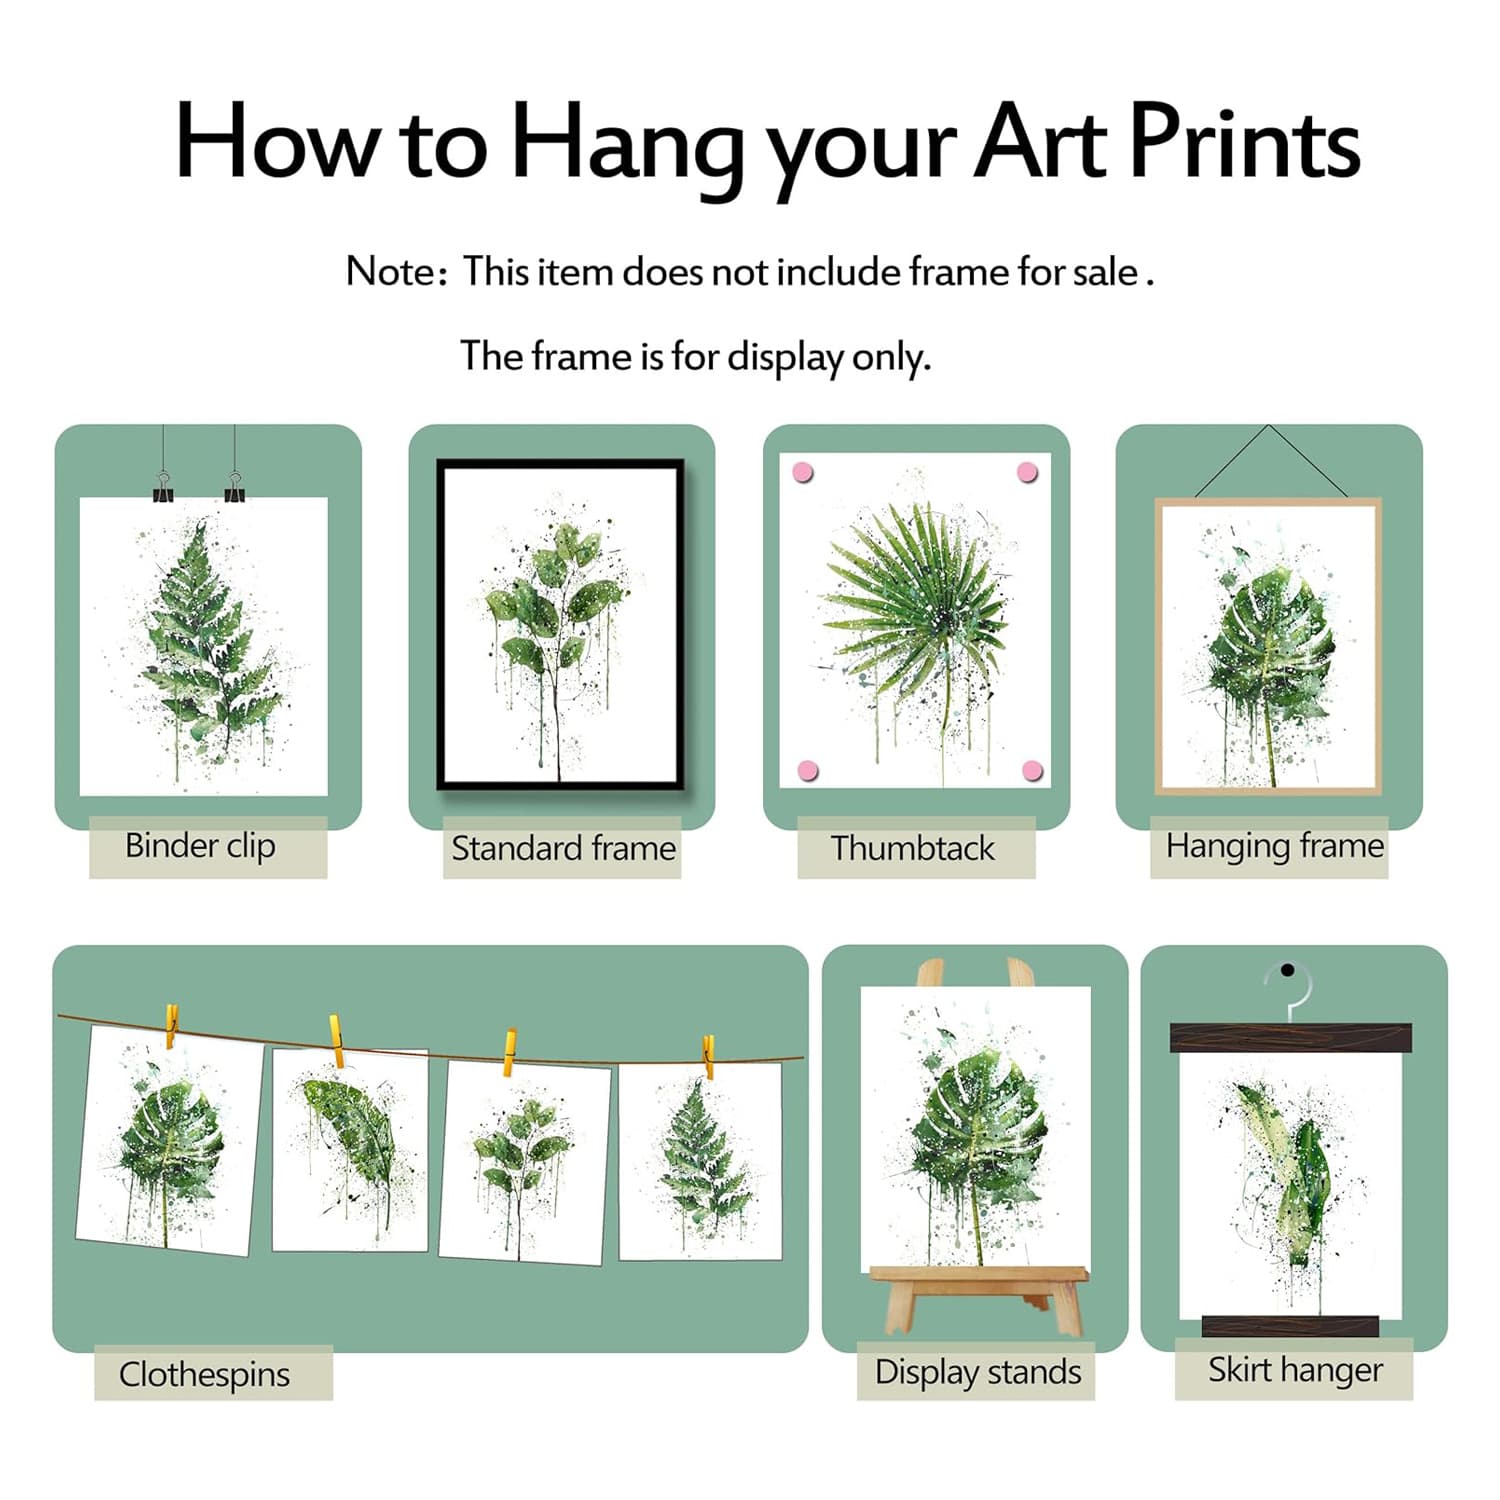 How to Hang your Art Prints
Note: This item does not include frame for sale .
The frame is for display only.
Binder clip
Standard frame
Thumbtack
Hanging frame
Clothespins
Display stands
Skirt hanger